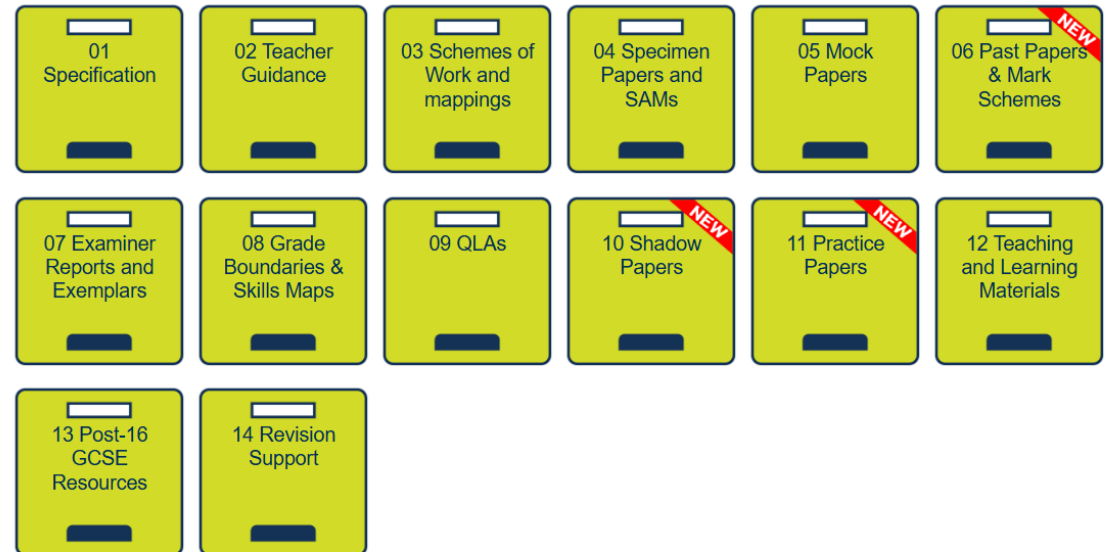 01
Specification
02 Teacher
Guidance
03 Schemes of
Work and
mappings
04 Specimen
Papers and
SAMs
05 Mock
Papers
NEW
06 Past Papers
& Mark
Schemes
07 Examiner
Reports and
Exemplars
08 Grade
Boundaries &
Skills Maps
09 QLAs
NEW
10 Shadow
Papers
NEW
11 Practice
Papers
12 Teaching
and Learning
Materials
13 Post-16
GCSE
Resources
14 Revision
Support